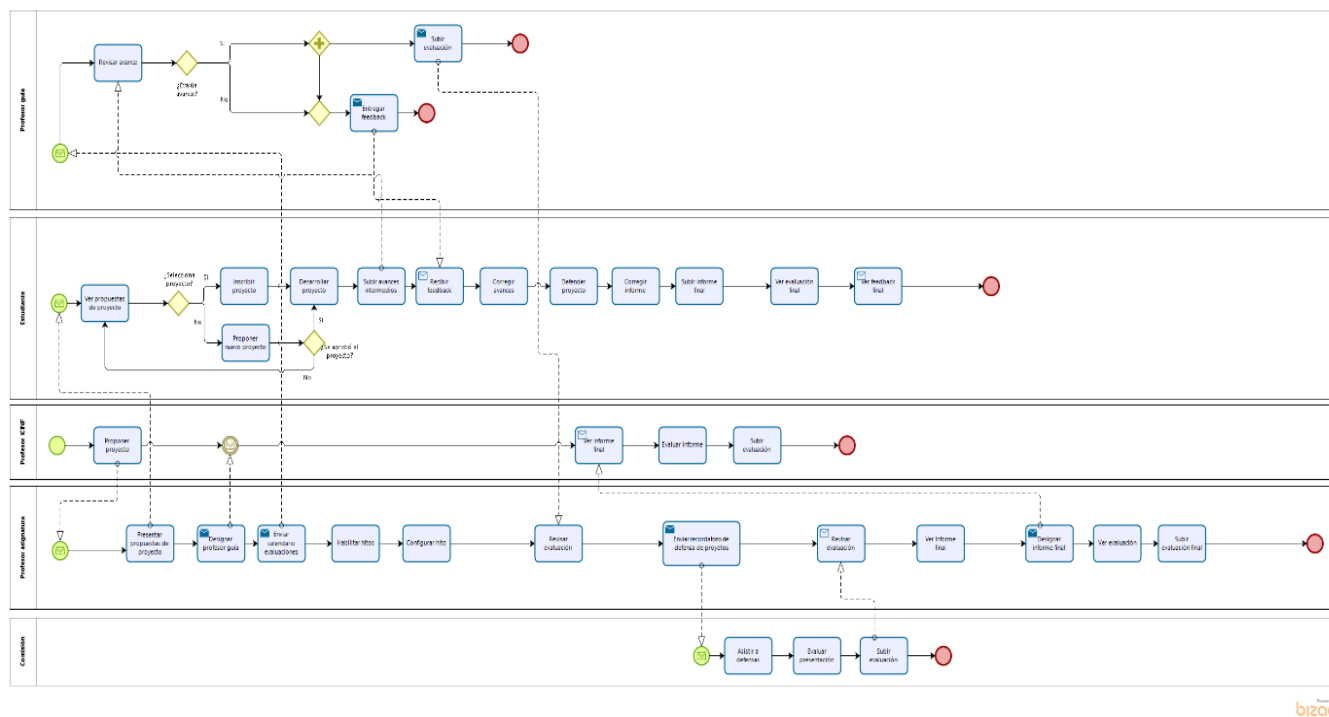 Profesor guía
Revisar avance
¿Existe
avance?
Si
No
Subir
evaluación
Entregar
feedback
Estudiante
Ver propuestas
de proyecto
¿Selecciona
proyecto?
Si
No
Inscribir
proyecto
Proponer
nuevo proyecto
Desarrollar
proyecto
Si
¿Se aprobó el
proyecto?
No
Subir avances
intermedios
Recibir
feedback
Corregir
avances
Defender
proyecto
Corregir
informe
Subir informe
final
Ver evaluación
final
Ver feedback
final
Profesor ICINF
Proponer
proyecto
Ver informe
final
Evaluar informe
Subir
evaluación
Profesor asignatura
Presentar
propuestas de
proyecto
Designar
profesor guía
Enviar
calendario
evaluaciones
Habilitar hitos
Configurar hito
Revisar
evaluación
Enviar recordatorio de
defensa de proyetos
Revisar
evaluación
Ver informe
final
Designar
informe final
Ver evaluación
Subir
evaluación final
Comisión
Asistir a
defensas
Evaluar
presentación
Subir
evaluación